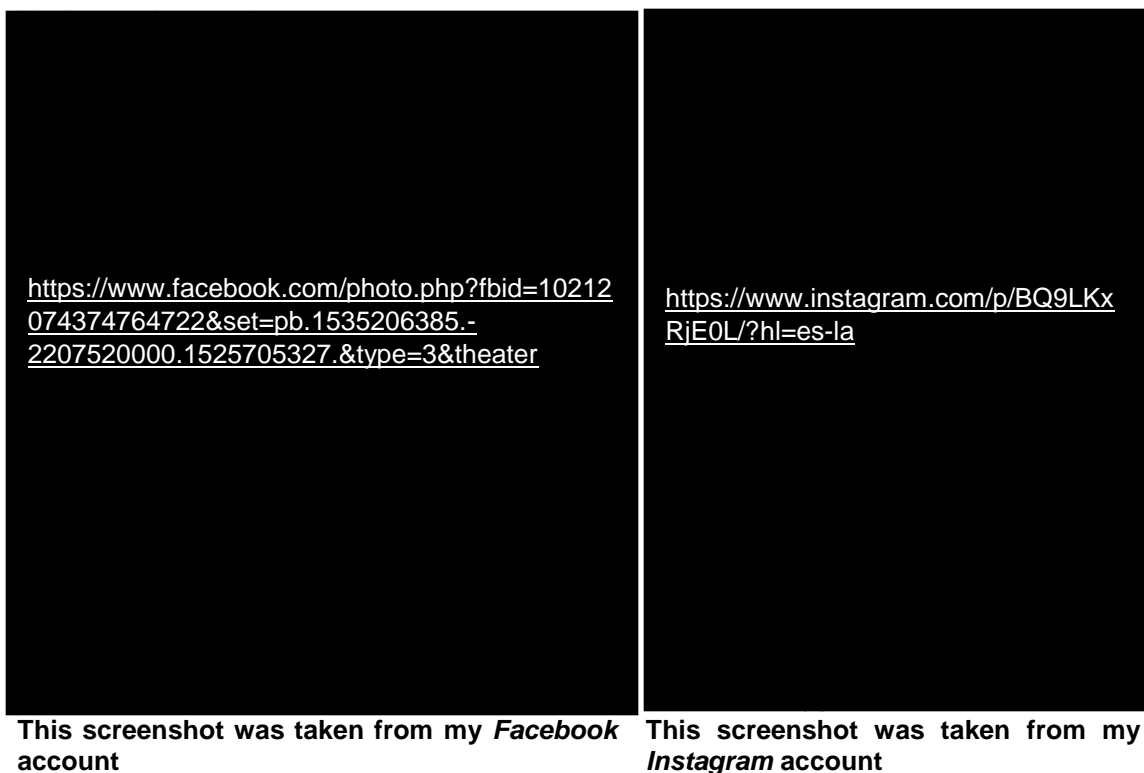 https://www.facebook.com/photo.php?fbid=10212
074374764722&set=pb.1535206385.-
2207520000.1525705327.&type=3&theater
https://www.instagram.com/p/BQ9LKx
RjE0L/?hl=es-la
This screenshot was taken from my Facebook
account
This screenshot was taken from my
Instagram account